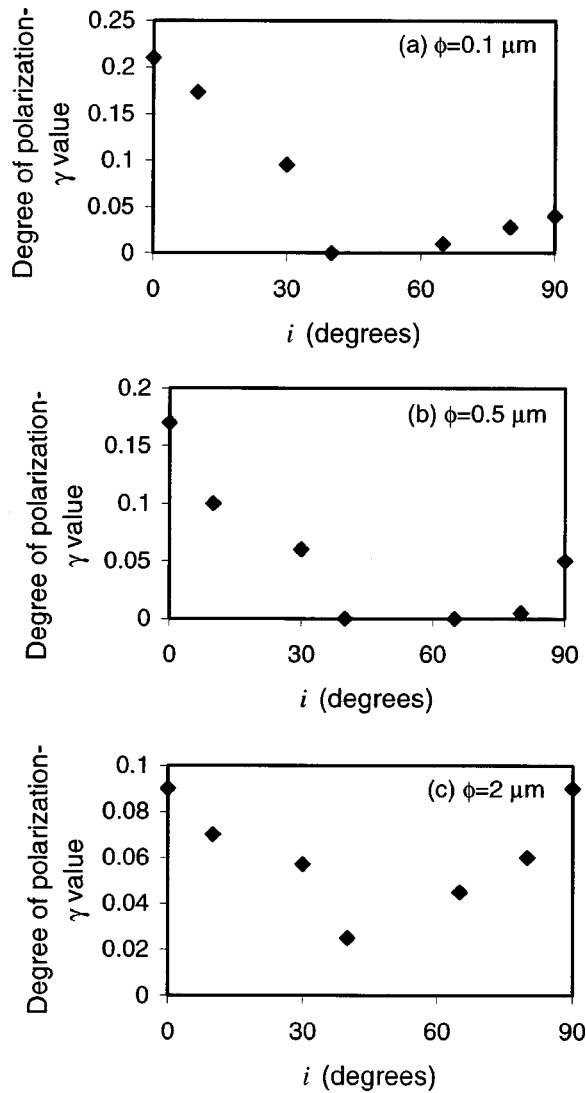 Degree of polarization-
γ value
0.25
0.2
0.15
0.1
0.05
0
(a) ϕ=0.1 μm
0 30 60 90
i (degrees)
Degree of polarization-
γ value
0.2
0.15
0.1
0.05
0
(b) ϕ=0.5 μm
0 30 60 90
i (degrees)
Degree of polarization-
γ value
0.1
0.08
0.06
0.04
0.02
0
(c) ϕ=2 μm
0 30 60 90
i (degrees)